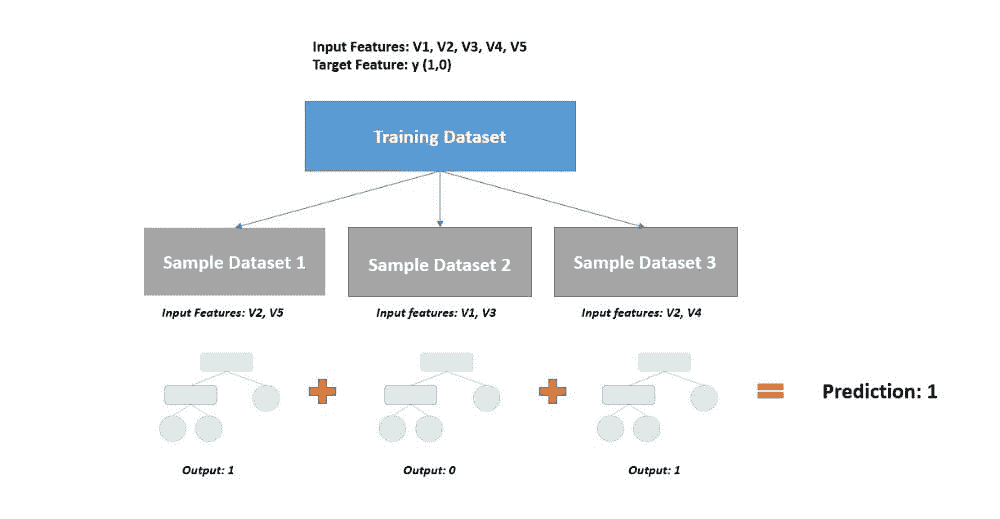 Input Features: V1, V2, V3, V4, V5
Target Feature: y (1,0)
Training Dataset
Sample Dataset 1
Sample Dataset 2
Sample Dataset 3
Input Features: V2, V5
Input features: V1, V3
Input features: V2, V4
Prediction: 1
Output: 1
Output: 0
Output: 1